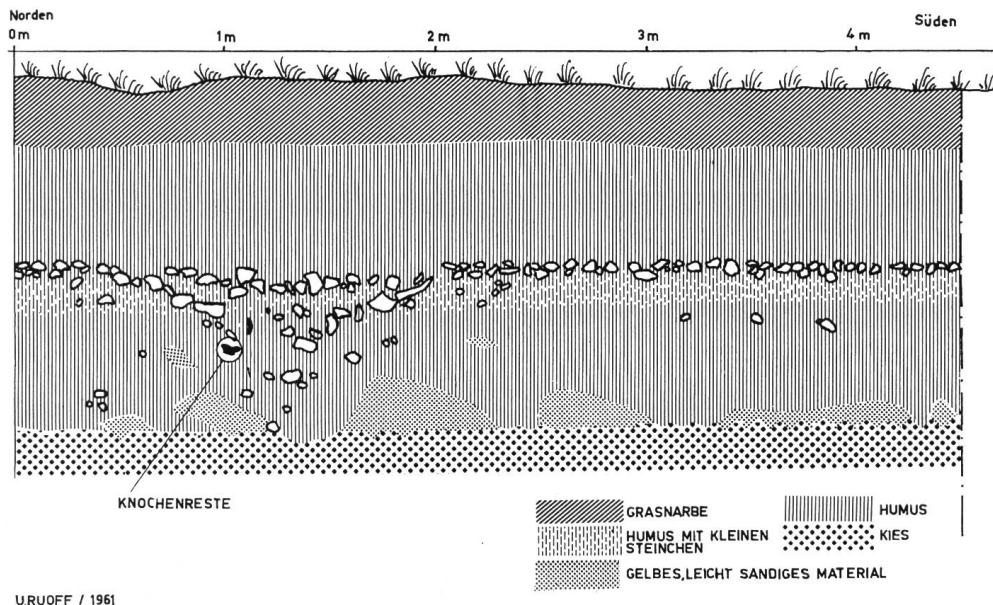 Norden
Süden
0m 1m 2m 3m 4m
KNOCHENRESTE
GRASNARBE
HUMUS
HUMUS MIT KLEINEN
STEINCHEN
KIES
GELBES, LEICHT SANDIGES MATERIAL
U.RUOFF / 1961